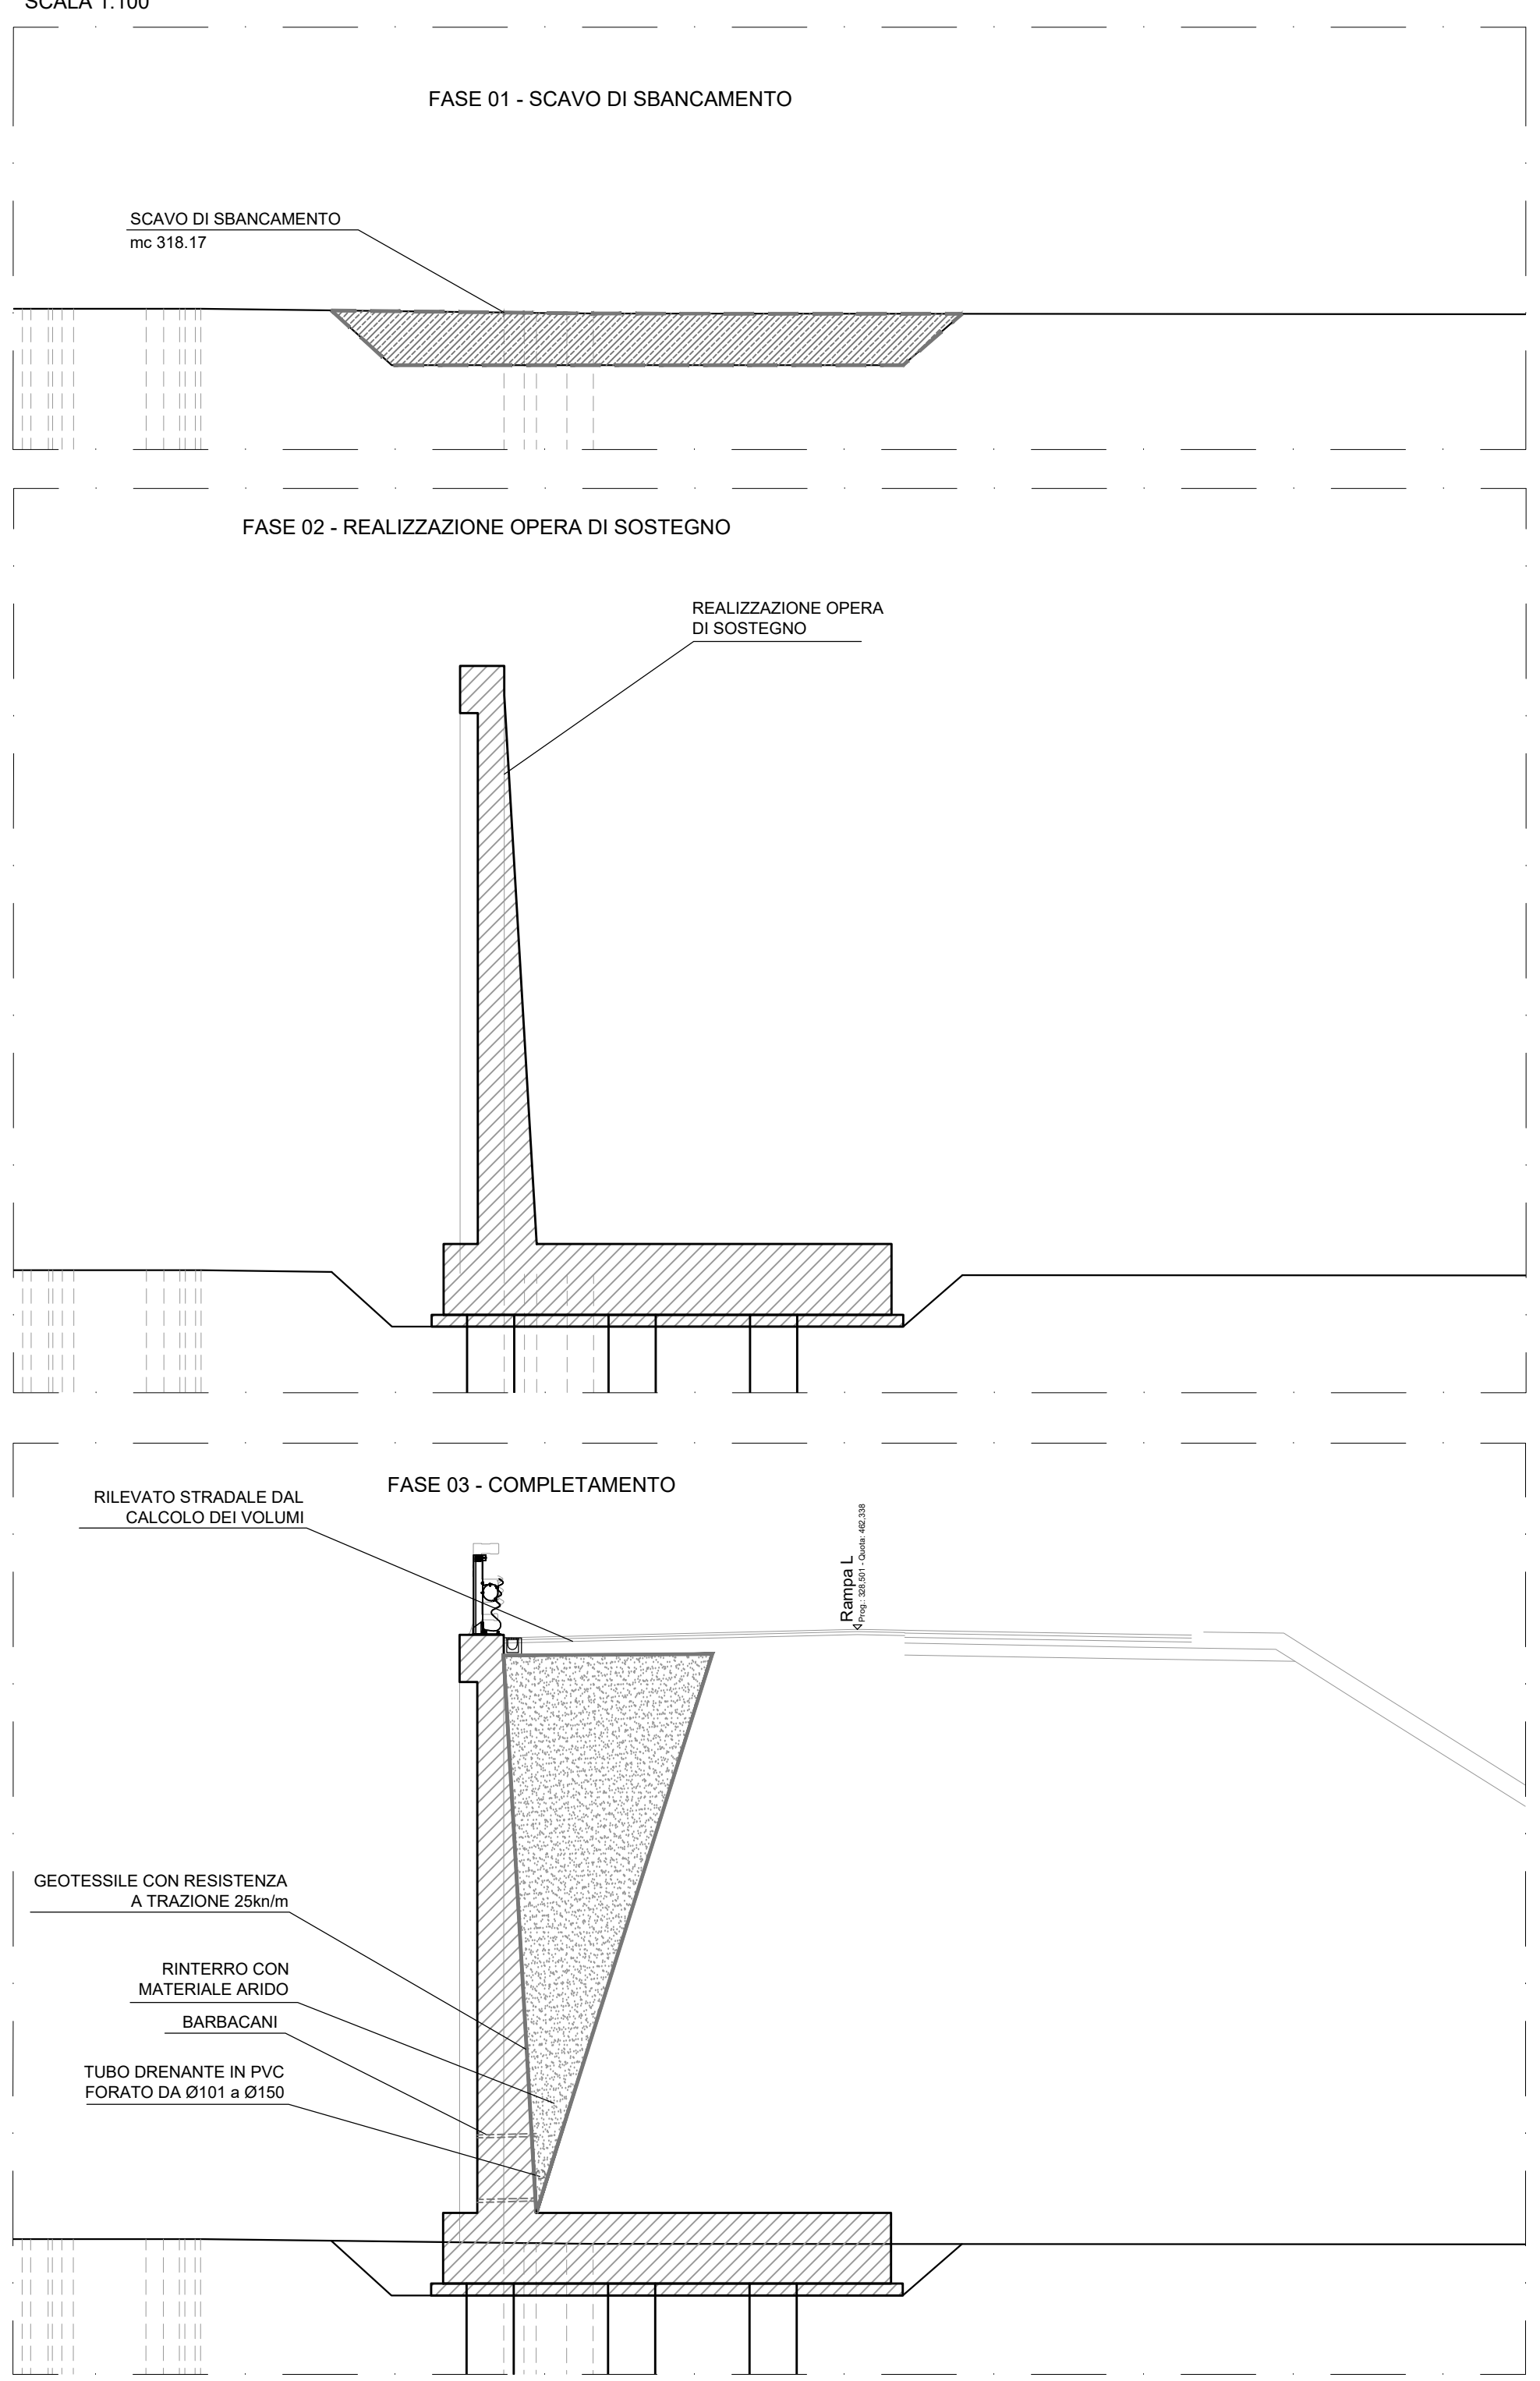 SCALA 1:100
FASE 01 - SCAVO DI SBANCAMENTO
SCAVO DI SBANCAMENTO
mc 318.17
FASE 02 - REALIZZAZIONE OPERA DI SOSTEGNO
REALIZZAZIONE OPERA
DI SOSTEGNO
FASE 03 - COMPLETAMENTO
RILEVATO STRADALE DAL
CALCOLO DEI VOLUMI
Rampa L
Prog.: 328,501 - Quota: 462,338
GEOTESSILE CON RESISTENZA
A TRAZIONE 25kn/m
RINTERRO CON
MATERIALE ARIDO
BARBACANI
TUBO DRENANTE IN PVC
FORATO DA Ø101 a Ø150